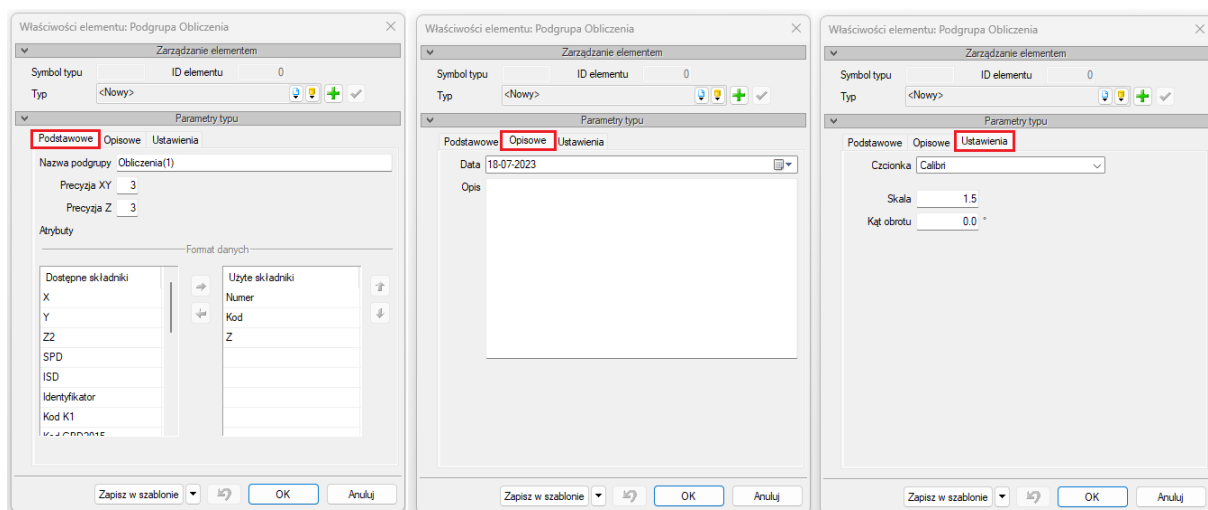 Właściwości elementu: Podgrupa Obliczenia
Zarządzanie elementem
Symbol typu ID elementu 0
Typ <Nowy>
Parametry typu
Podstawowe Opisowe Ustawienia
Nazwa podgrupy Obliczenia(1)
Precyzja XY 3
Precyzja Z 3
Atrybuty
Format danych
Dostępne składniki
X
Y
Z2
SPD
ISD
Identyfikator
Kod K1
Kod GBD2015
Użyte składniki
Numer
Kod
Z
Zapisz w szablonie OK Anuluj
Właściwości elementu: Podgrupa Obliczenia
Zarządzanie elementem
Symbol typu ID elementu 0
Typ <Nowy>
Parametry typu
Podstawowe Opisowe Ustawienia
Data 18-07-2023
Opis
Zapisz w szablonie OK Anuluj
Właściwości elementu: Podgrupa Obliczenia
Zarządzanie elementem
Symbol typu ID elementu 0
Typ <Nowy>
Parametry typu
Podstawowe Opisowe Ustawienia
Czcionka Calibri
Skala 1.5
Kąt obrotu 0.0 °
Zapisz w szablonie OK Anuluj